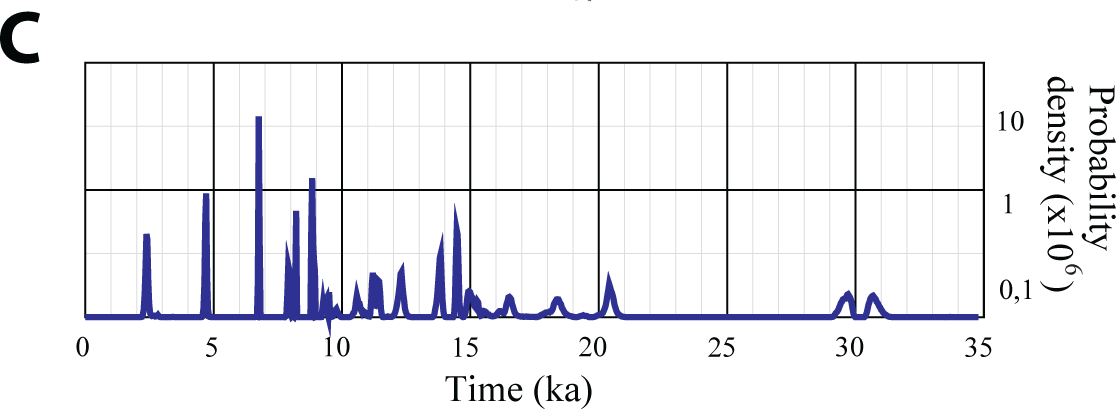 C
10
1
0,1
Probability
density (x10⁶)
0 5 10 15 20 25 30 35
Time (ka)